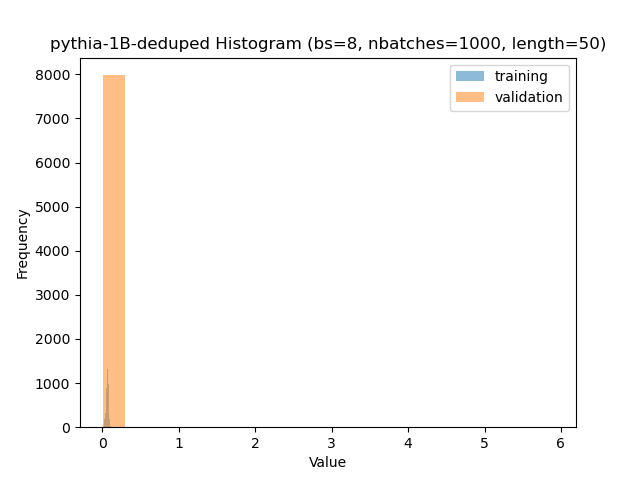 pythia-1B-deduped Histogram (bs=8, nbatches=1000, length=50)
training
validation
8000
7000
6000
5000
4000
3000
2000
1000
0
Frequency
0 1 2 3 4 5 6
Value